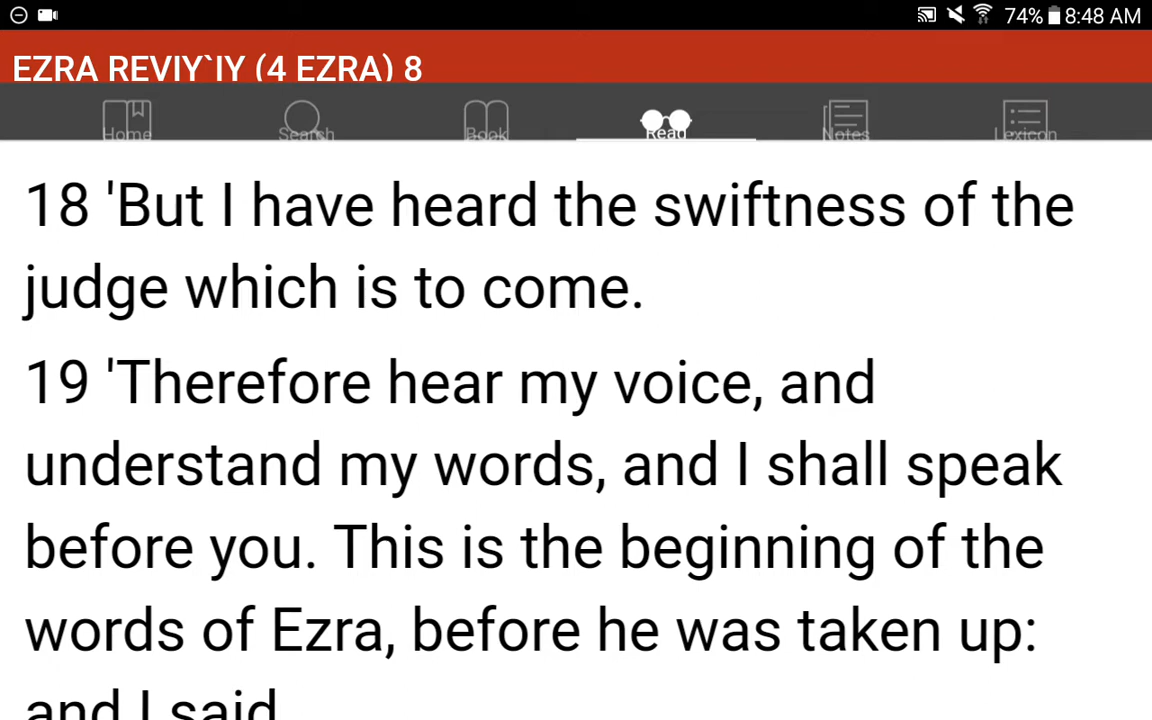 74% 8:48 AM
EZRA REVIY`IY (4 EZRA) 8
Home Search Book Read Notes Lexicon
18 'But I have heard the swiftness of the
judge which is to come.
19 'Therefore hear my voice, and
understand my words, and I shall speak
before you. This is the beginning of the
words of Ezra, before he was taken up:
and I said